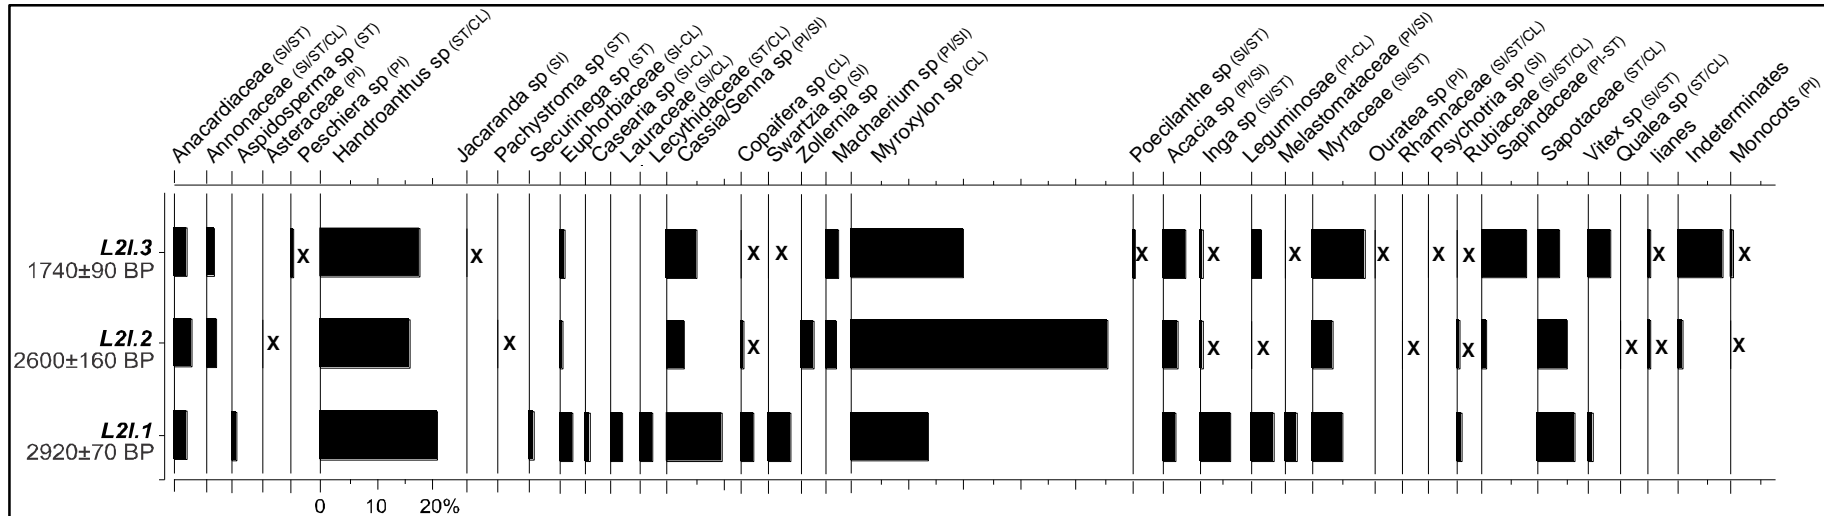 Anacardiaceae (SI/ST)
Annonaceae (SI/ST/CL)
Aspidosperma sp (ST)
Asteraceae (PI)
Peschiera sp (PI)
Handroanthus sp (ST/CL)
Jacaranda sp (SI)
Pachystroma sp (ST)
Securinega sp (ST)
Euphorbiaceae (SI-CL)
Casearia sp (SI-CL)
Lauraceae (SI/CL)
Lecythidaceae (ST/CL)
Cassia/Senna sp (PI/SI)
Copaifera sp (CL)
Swartzia sp (SI)
Zollernia sp
Machaerium sp (PI/SI)
Myroxylon sp (CL)
Poecilanthe sp (SI/ST)
Acacia sp (PI/SI)
Inga sp (SI/ST)
Leguminosae (PI-CL)
Melastomataceae (PI/SI)
Myrtaceae (SI/ST)
Ouratea sp (PI)
Rhamnaceae (SI/ST/CL)
Psychotria sp (SI)
Rubiaceae (SI/ST/CL)
Sapindaceae (PI-ST)
Sapotaceae (ST/CL)
Vitex sp (SI/ST)
Qualea sp (ST/CL)
lianes
Indeterminates
Monocots (PI)
L2I.3 X X X X X X X X X X X
1740±90 BP
L2I.2 X X X X X X X X X X
2600±160 BP
L2I.1
2920±70 BP
0 10 20%